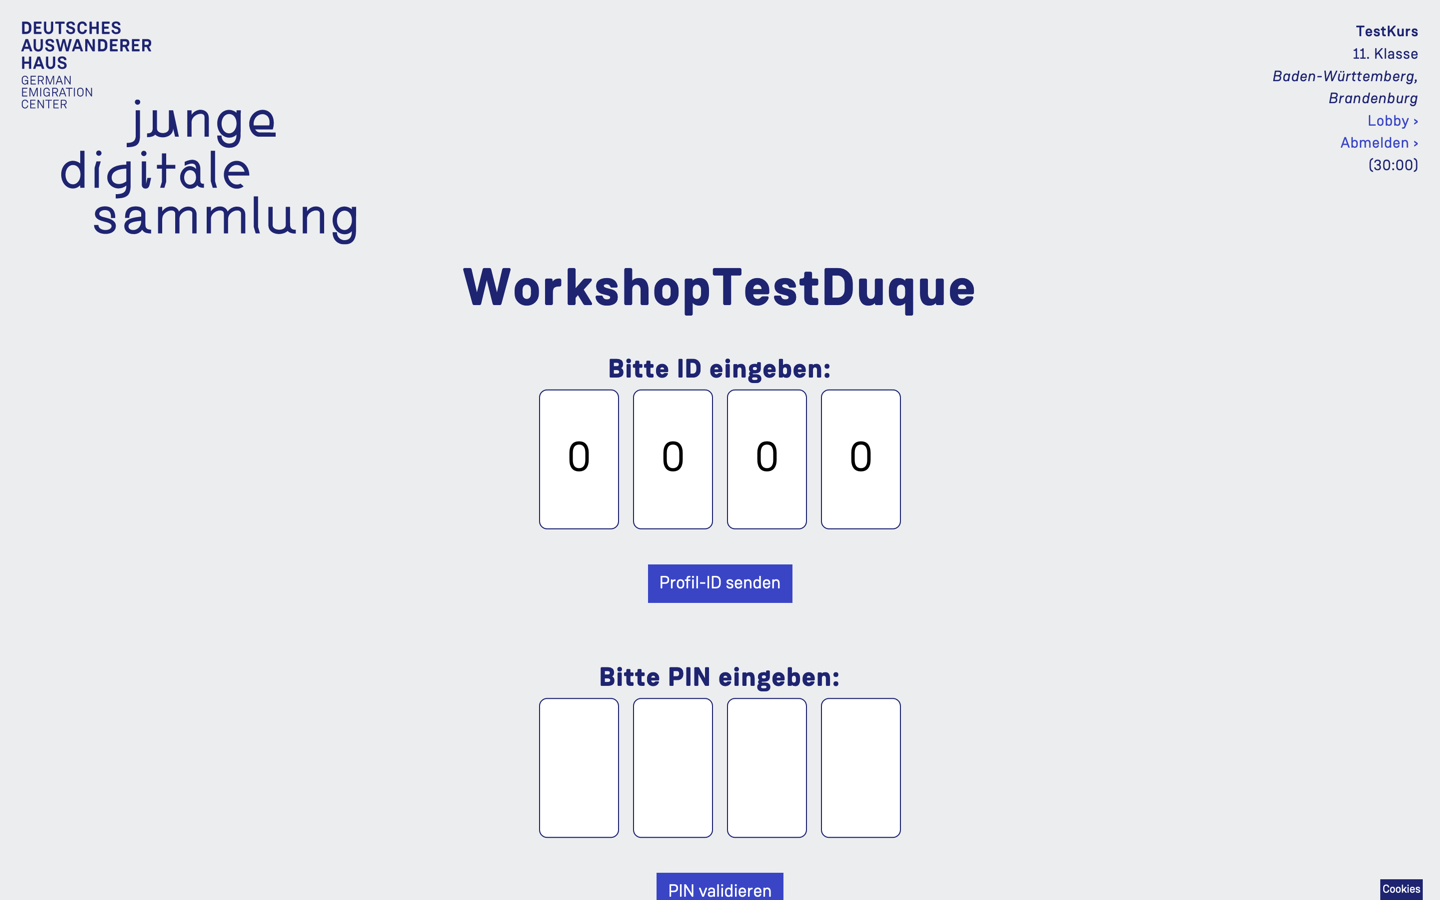 DEUTSCHES
AUSWANDERER
HAUS
GERMAN
EMIGRATION
CENTER
junge
digitale
sammlung
TestKurs
11. Klasse
Baden-Württemberg,
Brandenburg
Lobby ›
Abmelden ›
(30:00)
WorkshopTestDuque
Bitte ID eingeben:
0 0 0 0
Profil-ID senden
Bitte PIN eingeben:
PIN validieren
Cookies